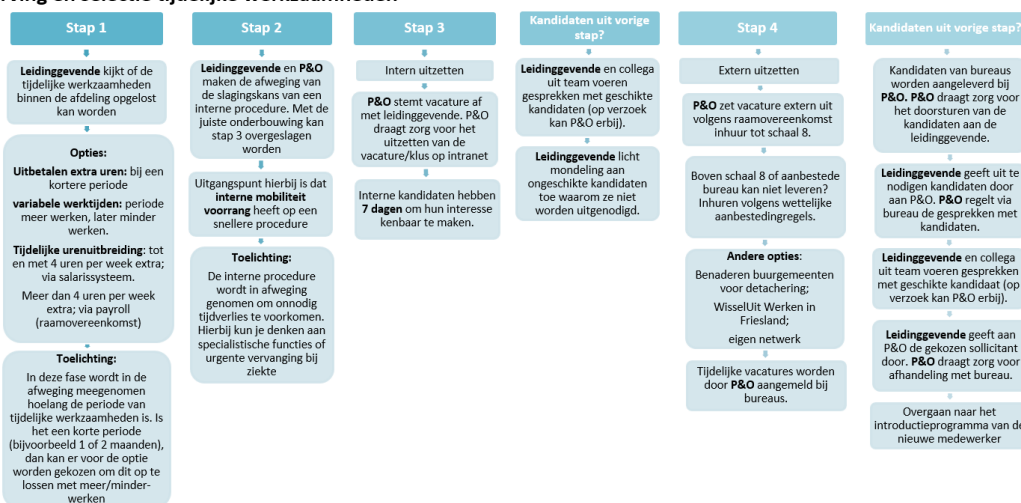 Stap 1
Leidinggevende kijkt of de
tijdelijke werkzaamheden
binnen de afdeling opgelost
kan worden
Opties:
Uitbetalen extra uren: bij een
kortere periode
variabele werktijden: periode
meer werken, later minder
werken.
Tijdelijke urenuitbreiding: tot
en met 4 uren per week extra;
via salarissysteem.
Meer dan 4 uren per week
extra; via payroll
(raamovereenkomst)
Toelichting:
In deze fase wordt in de
afweging meegenomen
hoelang de periode van
tijdelijke werkzaamheden is. Is
het een korte periode
(bijvoorbeeld 1 of 2 maanden),
dan kan er voor de optie
worden gekozen om dit op te
lossen met meer/minder-
werken
Stap 2
Leidinggevende en P&O
maken de afweging van
de slagingskans van een
interne procedure. Met de
juiste onderbouwing kan
stap 3 overgeslagen
worden
Uitgangspunt hierbij is dat
interne mobiliteit
voorrang heeft op een
snellere procedure
Toelichting:
De interne procedure
wordt in afweging
genomen om onnodig
tijdverlies te voorkomen.
Hierbij kun je denken aan
specialistische functies of
urgente vervanging bij
ziekte
Stap 3
Intern uitzetten
P&O stemt vacature af
met leidinggevende. P&O
draagt zorg voor het
uitzetten van de
vacature/klus op intranet
Interne kandidaten hebben
7 dagen om hun interesse
kenbaar te maken.
Kandidaten uit vorige
stap?
Leidinggevende en collega
uit team voeren
gesprekken met geschikte
kandidaten (op verzoek
kan P&O erbij).
Leidinggevende licht
mondeling aan
ongeschikte kandidaten
toe waarom ze niet
worden uitgenodigd.
Stap 4
Extern uitzetten
P&O zet vacature extern uit
volgens raamovereenkomst
inhuur tot schaal 8.
Boven schaal 8 of aanbestede
bureau kan niet leveren?
Inhuren volgens wettelijke
aanbestedingregels.
Andere opties:
Benaderen buurgemeenten
voor detachering;
WisselUit Werken in
Friesland;
eigen netwerk
Tijdelijke vacatures worden
door P&O aangemeld bij
bureaus.
Kandidaten uit vorige stap?
Kandidaten van bureaus
worden aangeleverd bij
P&O. P&O draagt zorg voor
het doorsturen van de
kandidaten aan de
leidinggevende.
Leidinggevende geeft uit te
nodigen kandidaten door
aan P&O. P&O regelt via
bureau de gesprekken met
kandidaten.
Leidinggevende en collega
uit team voeren gesprekken
met geschikte kandidaat (op
verzoek kan P&O erbij).
Leidinggevende geeft aan
P&O de gekozen sollicitant
door. P&O draagt zorg voor
afhandeling met bureau.
Overgaan naar het
introductieprogramma van de
nieuwe medewerker